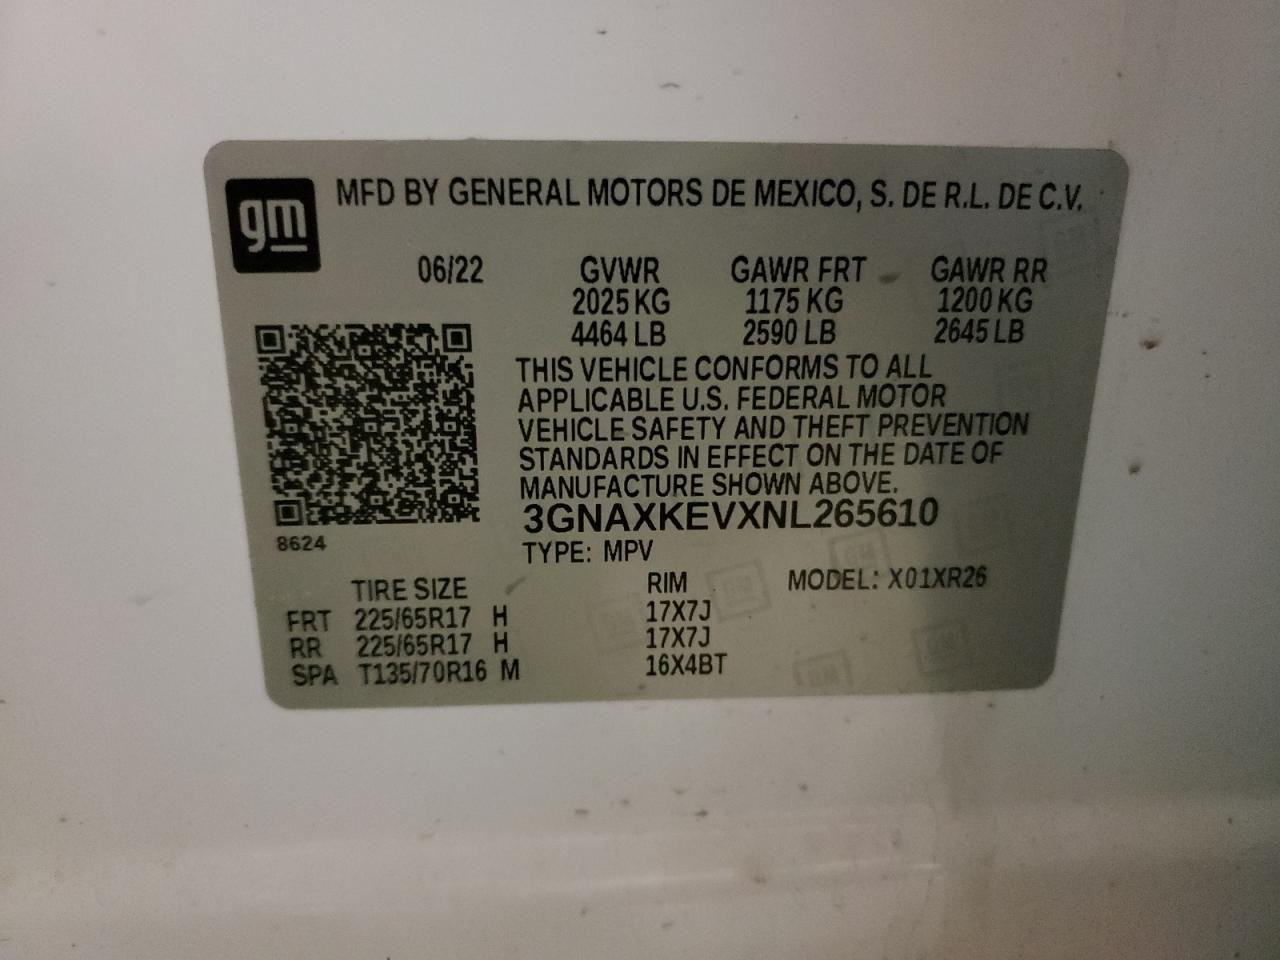 gm
MFD BY GENERAL MOTORS DE MEXICO, S. DE R.L. DE C.V.
06/22 GVWR GAWR FRT GAWR RR
2025 KG 1175 KG 1200 KG
4464 LB 2590 LB 2645 LB
THIS VEHICLE CONFORMS TO ALL
APPLICABLE U.S. FEDERAL MOTOR
VEHICLE SAFETY AND THEFT PREVENTION
STANDARDS IN EFFECT ON THE DATE OF
MANUFACTURE SHOWN ABOVE.
3GNAXKEVXNL265610
8624
TYPE: MPV
TIRE SIZE RIM MODEL: X01XR26
FRT 225/65R17 H 17X7J
RR 225/65R17 H 17X7J
SPA T135/70R16 M 16X4BT